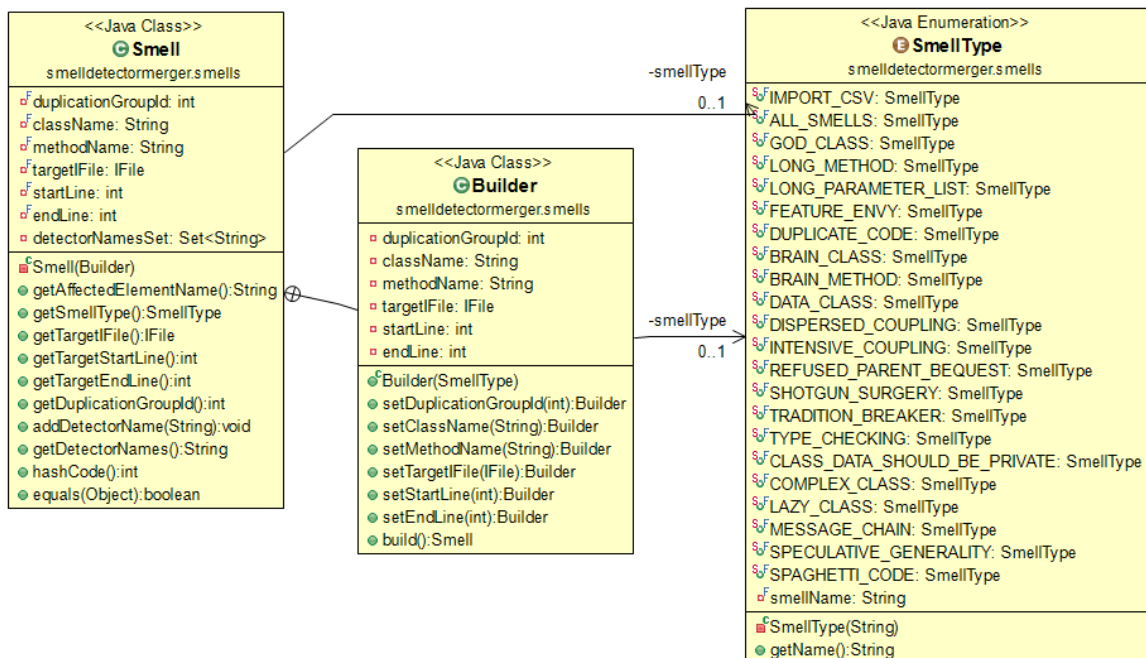 <<Java Class>>
Smell
smelldetectormerger.smells
duplicationGroupId: int
className: String
methodName: String
targetIFile: IFile
startLine: int
endLine: int
detectorNamesSet: Set<String>
Smell(Builder)
getAffectedElementName():String
getSmellType():SmellType
getTargetIFile():IFile
getTargetStartLine():int
getTargetEndLine():int
getDuplicationGroupId():int
addDetectorName(String):void
getDetectorNames():String
hashCode():int
equals(Object):boolean
<<Java Class>>
Builder
smelldetectormerger.smells
duplicationGroupId: int
className: String
methodName: String
targetIFile: IFile
startLine: int
endLine: int
Builder(SmellType)
setDuplicationGroupId(int):Builder
setClassName(String):Builder
setMethodName(String):Builder
setTargetIFile(IFile):Builder
setStartLine(int):Builder
setEndLine(int):Builder
build():Smell
-smellType
0..1
-smellType
0..1
<<Java Enumeration>>
SmellType
smelldetectormerger.smells
IMPORT_CSV: SmellType
ALL_SMELLS: SmellType
GOD_CLASS: SmellType
LONG_METHOD: SmellType
LONG_PARAMETER_LIST: SmellType
FEATURE_ENVY: SmellType
DUPLICATE_CODE: SmellType
BRAIN_CLASS: SmellType
BRAIN_METHOD: SmellType
DATA_CLASS: SmellType
DISPERSED_COUPLING: SmellType
INTENSIVE_COUPLING: SmellType
REFUSED_PARENT_BEQUEST: SmellType
SHOTGUN_SURGERY: SmellType
TRADITION_BREAKER: SmellType
TYPE_CHECKING: SmellType
CLASS_DATA_SHOULD_BE_PRIVATE: SmellType
COMPLEX_CLASS: SmellType
LAZY_CLASS: SmellType
MESSAGE_CHAIN: SmellType
SPECULATIVE_GENERALITY: SmellType
SPAGHETTI_CODE: SmellType
smellName: String
SmellType(String)
getName():String